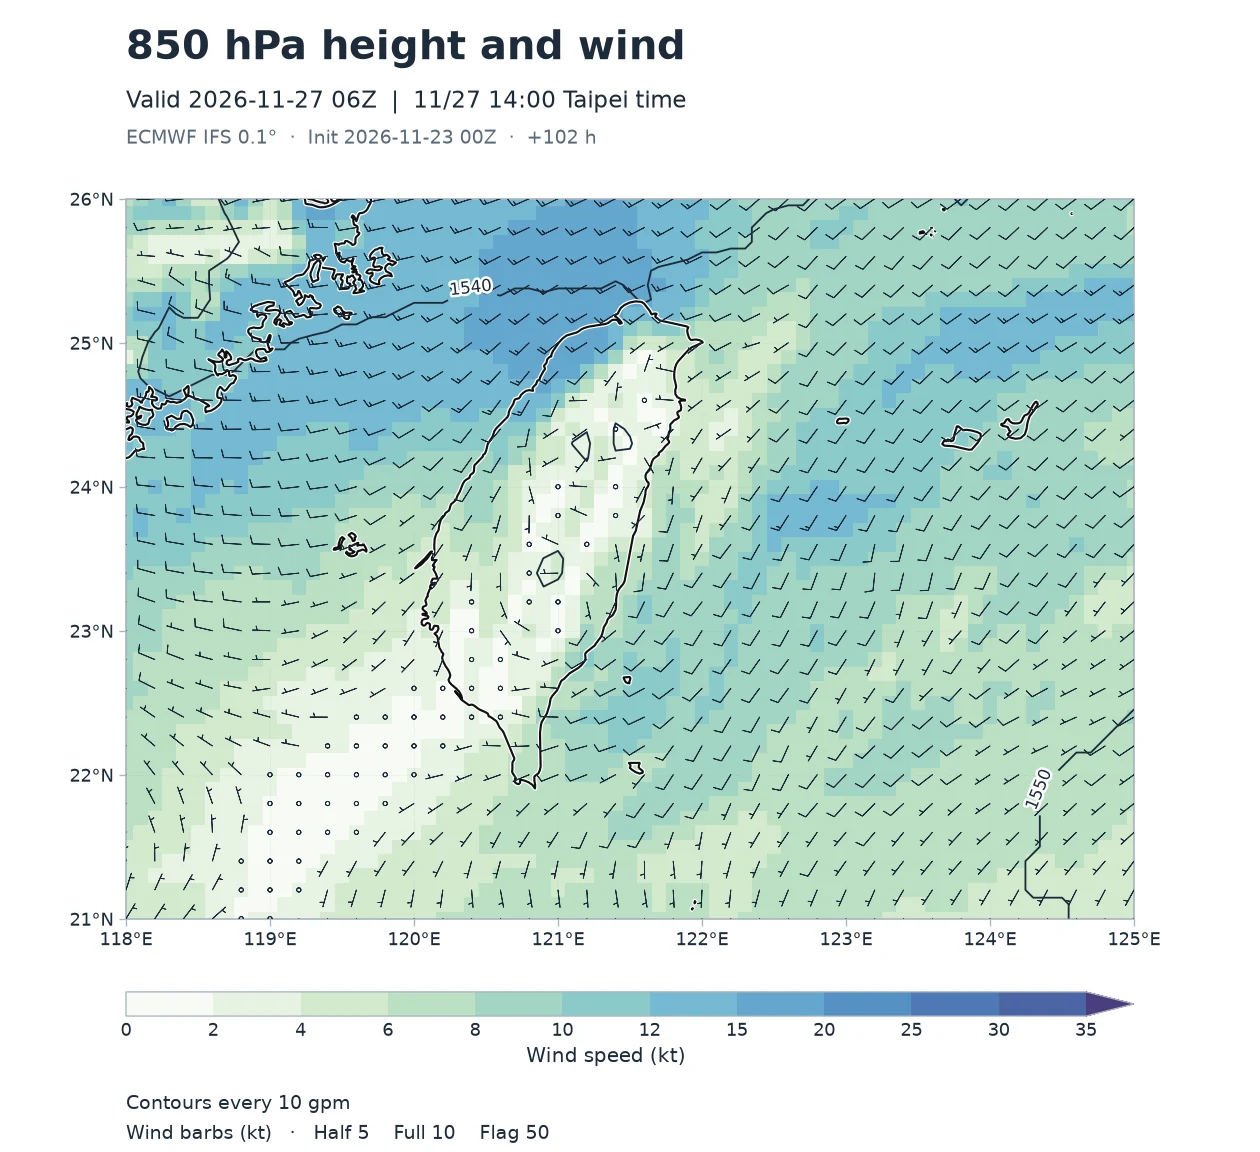 850 hPa height and wind
Valid 2026-11-27 06Z | 11/27 14:00 Taipei time
ECMWF IFS 0.1° · Init 2026-11-23 00Z · +102 h
26°N
1540
25°N
24°N
23°N
22°N
1550
21°N
118°E 119°E 120°E 121°E 122°E 123°E 124°E 125°E
0 2 4 6 8 10 12 15 20 25 30 35
Wind speed (kt)
Contours every 10 gpm
Wind barbs (kt) · Half 5 Full 10 Flag 50